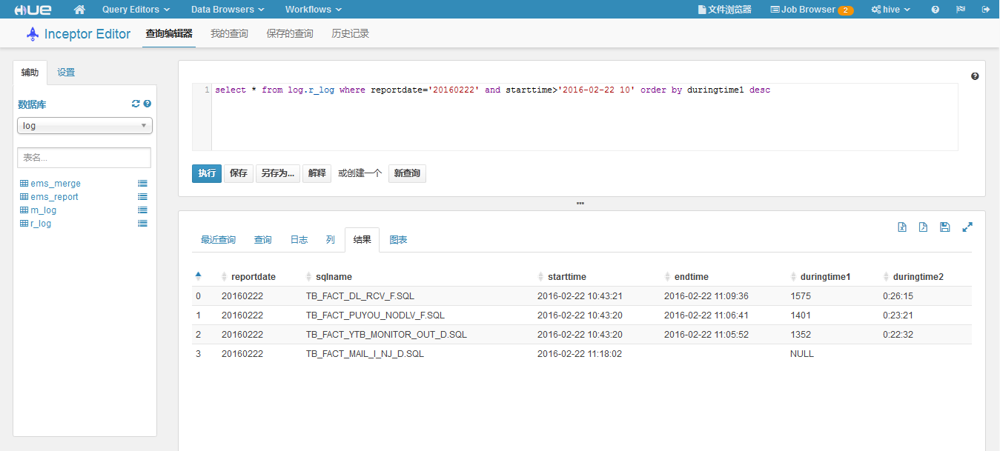 HUE Query Editors Data Browsers Workflows 文件浏览器 Job Browser 2 hive
Inceptor Editor 查询编辑器 我的查询 保存的查询 历史记录
辅助 设置
数据库
log
表名...
ems_merge
ems_report
m_log
r_log
1 select * from log.r_log where reportdate='20160222' and starttime>'2016-02-22 10' order by duringtime1 desc
执行 保存 另存为... 解释 或创建一个 新查询
最近查询 查询 日志 列 结果 图表
reportdate sqlname starttime endtime duringtime1 duringtime2
0 20160222 TB_FACT_DL_RCV_F.SQL 2016-02-22 10:43:21 2016-02-22 11:09:36 1575 0:26:15
1 20160222 TB_FACT_PUYOU_NODLV_F.SQL 2016-02-22 10:43:20 2016-02-22 11:06:41 1401 0:23:21
2 20160222 TB_FACT_YTB_MONITOR_OUT_D.SQL 2016-02-22 10:43:20 2016-02-22 11:05:52 1352 0:22:32
3 20160222 TB_FACT_MAIL_I_NJ_D.SQL 2016-02-22 11:18:02 NULL